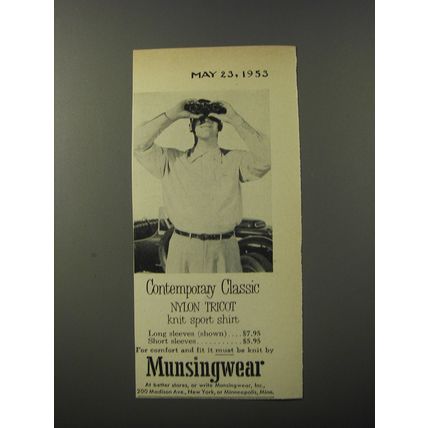 MAY 23, 1953
Contemporary Classic
NYLON TRICOT
knit sport shirt
Long sleeves (shown)....$7.95
Short sleeves...........$5.95
For comfort and fit it must be knit by
Munsingwear
At better stores, or write Munsingwear, Inc.,
200 Madison Ave., New York, or Minneapolis, Minn.